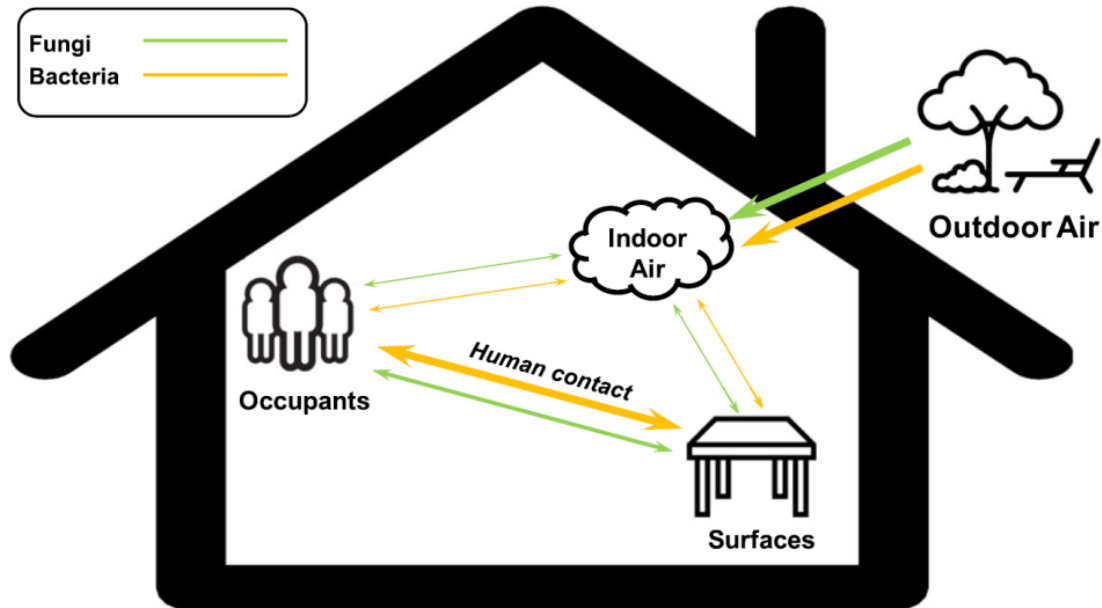 Fungi
Bacteria
Outdoor Air
Indoor
Air
Human contact
Occupants
Surfaces